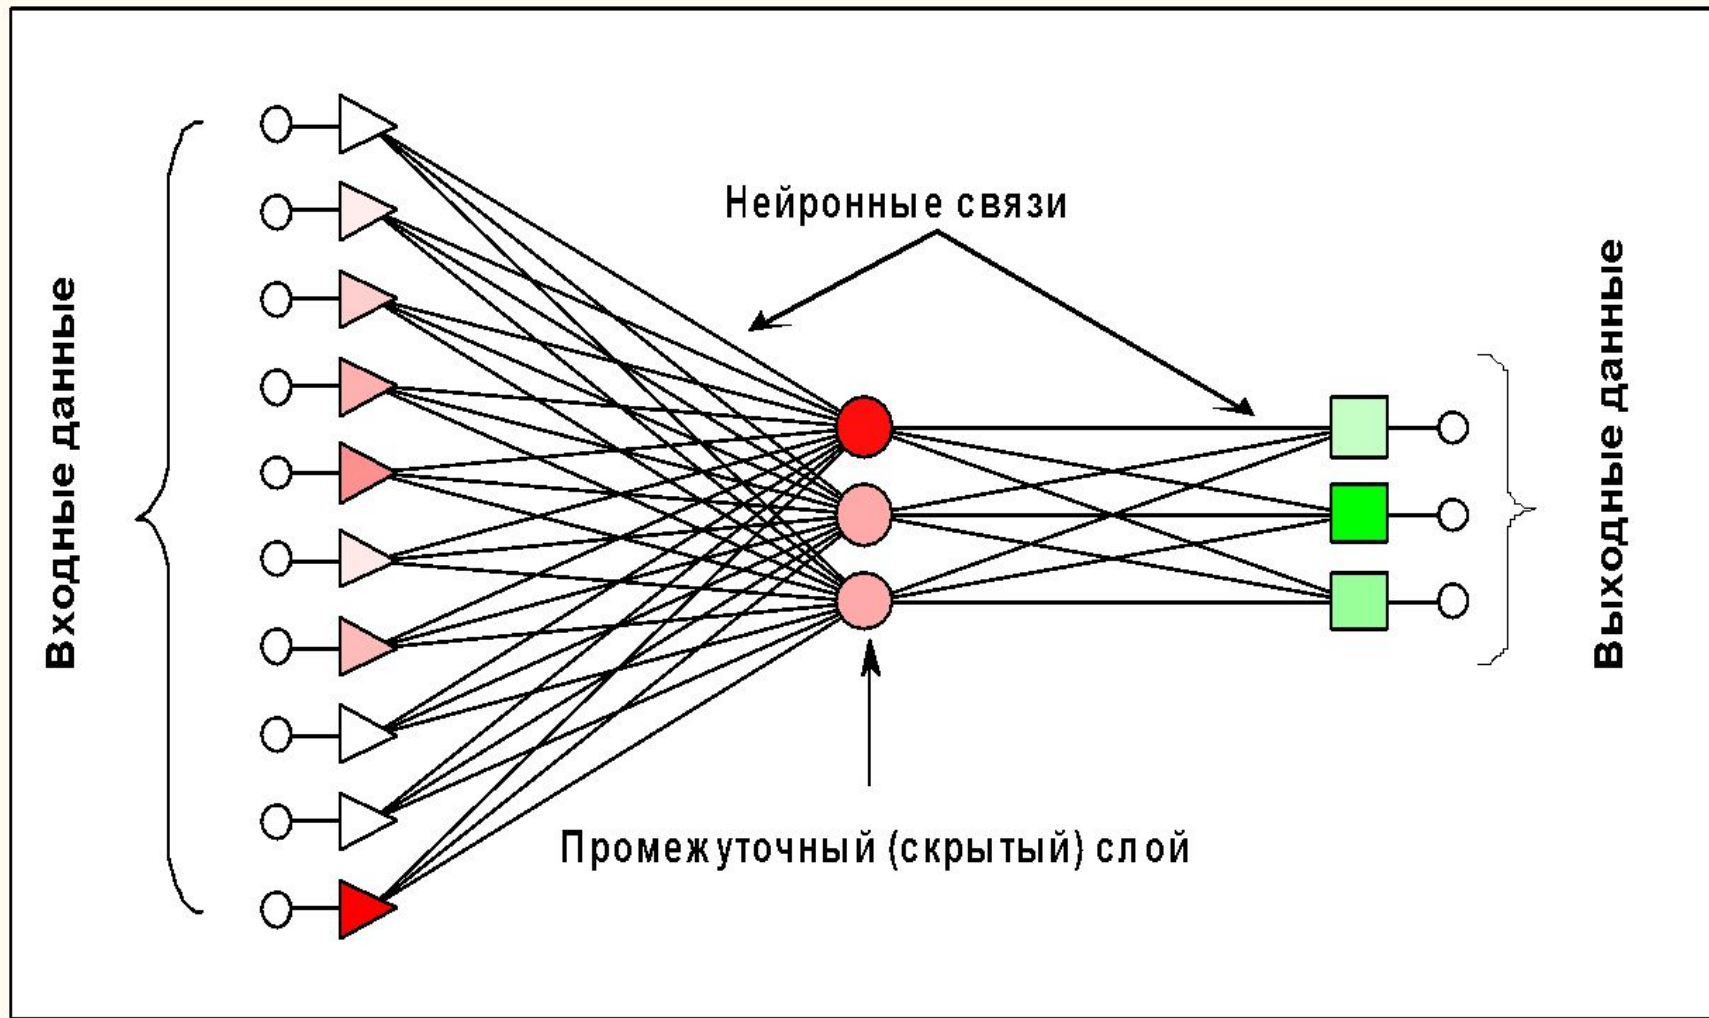 Входные данные
Нейронные связи
Промежуточный (скрытый) слой
Выходные данные